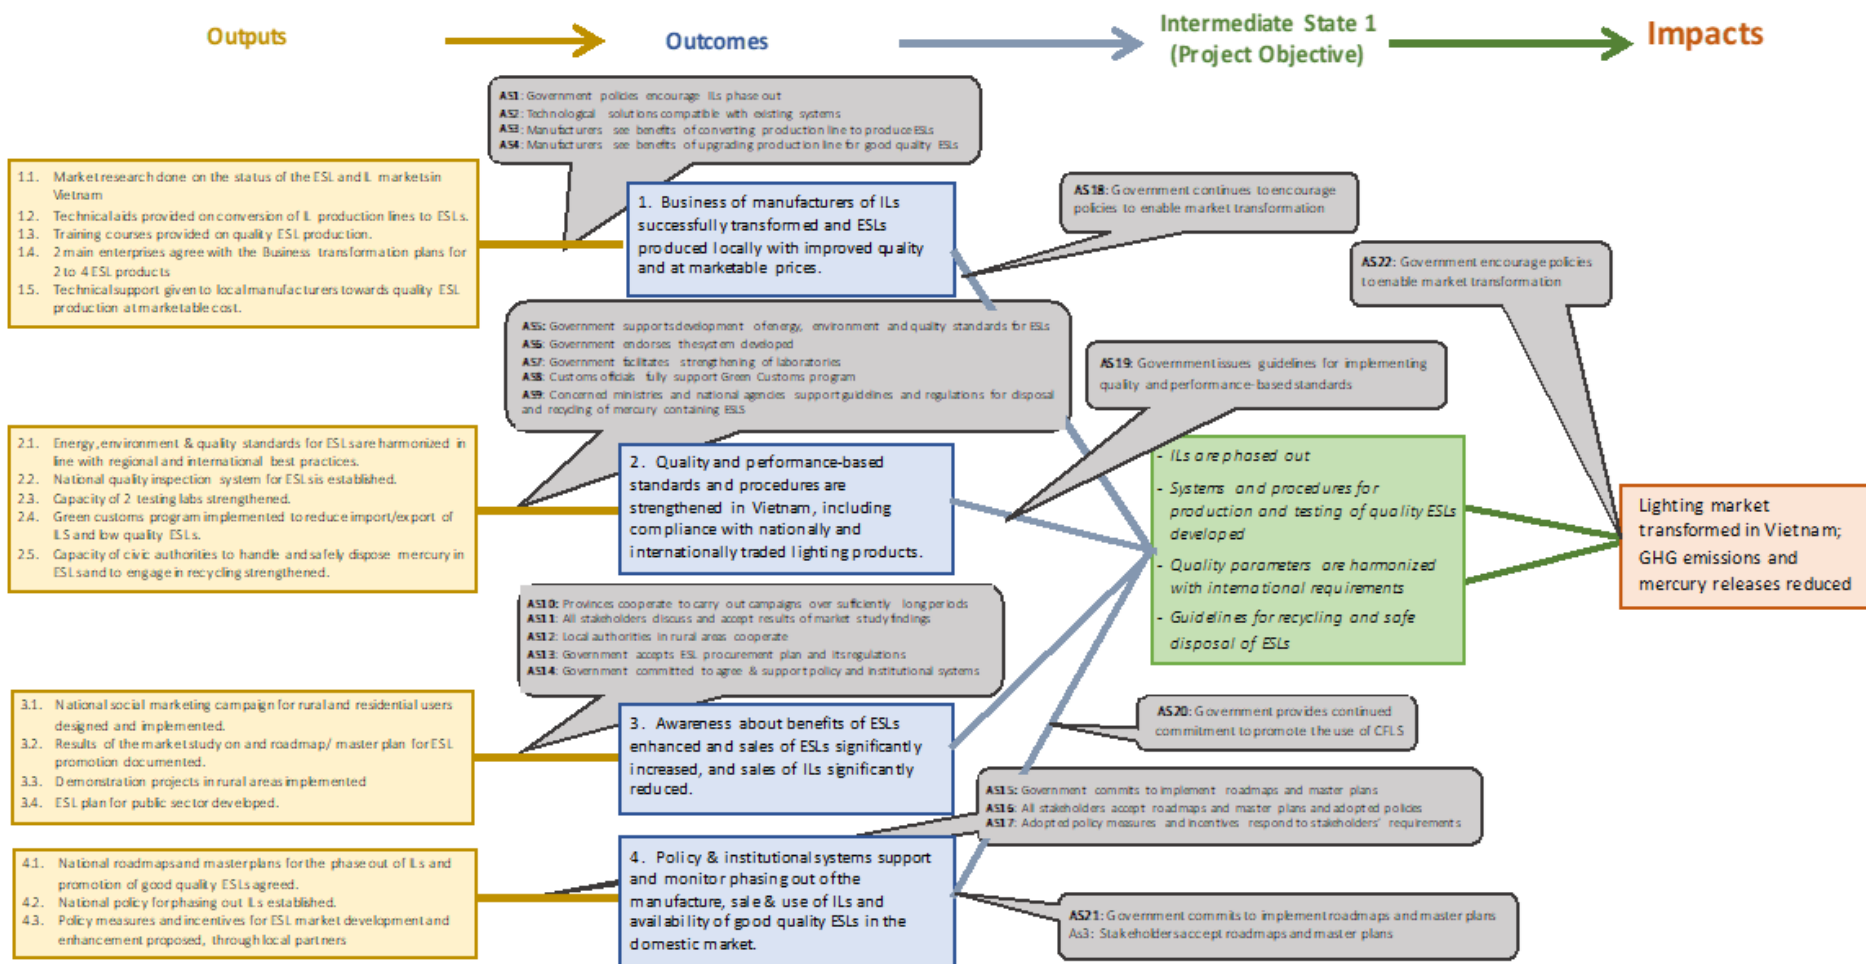 Outputs
Outcomes
Intermediate State 1
(Project Objective)
Impacts
AS1: Government policies encourage ILs phase out
AS2: Technological solutions compatible with existing systems
AS3: Manufacturers see benefits of converting production line to produce ESLs
AS4: Manufacturers see benefits of upgrading production line for good quality ESLs
1.1. Market research done on the status of the ESL and IL markets in
Vietnam
1.2. Technical aids provided on conversion of IL production lines to ESLs.
1.3. Training courses provided on quality ESL production.
1.4. 2 main enterprises agree with the Business transformation plans for
2 to 4 ESL products
1.5. Technical support given to local manufacturers towards quality ESL
production at marketable cost.
1. Business of manufacturers of ILs
successfully transformed and ESLs
produced locally with improved quality
and at marketable prices.
AS18: Government continues to encourage
policies to enable market transformation
AS22: Government encourage policies
to enable market transformation
AS5: Government supports development of energy, environment and quality standards for ESLs
AS6: Government endorses the system developed
AS7: Government facilitates strengthening of laboratories
AS8: Customs officials fully support Green Customs program
AS9: Concerned ministries and national agencies support guidelines and regulations for disposal
and recycling of mercury containing ESLS
AS19: Government issues guidelines for implementing
quality and performance-based standards
2.1. Energy, environment & quality standards for ESL are harmonized in
line with regional and international best practices.
2.2. National quality inspection system for ESLs is established.
2.3. Capacity of 2 testing labs strengthened.
2.4. Green customs program implemented to reduce import/export of
ILS and low quality ESLs.
2.5. Capacity of civic authorities to handle and safely dispose mercury in
ESLs and to engage in recycling strengthened.
2. Quality and performance-based
standards and procedures are
strengthened in Vietnam, including
compliance with nationally and
internationally traded lighting products.
- ILs are phased out
- Systems and procedures for
production and testing of quality ESLs
developed
- Quality parameters are harmonized
with international requirements
- Guidelines for recycling and safe
disposal of ESLs
Lighting market
transformed in Vietnam;
GHG emissions and
mercury releases reduced
AS10: Provinces cooperate to carry out campaigns over sufficiently long periods
AS11: All stakeholders discuss and accept results of market study findings
AS12: Local authorities in rural areas cooperate
AS13: Government accepts ESL procurement plan and its regulations
AS14: Government committed to agree & support policy and institutional systems
3.1. National social marketing campaign for rural and residential users
designed and implemented.
3.2. Results of the market study on and roadmap/ master plan for ESL
promotion documented.
3.3. Demonstration projects in rural areas implemented
3.4. ESL plan for public sector developed.
3. Awareness about benefits of ESLs
enhanced and sales of ESLs significantly
increased, and sales of ILs significantly
reduced.
AS20: Government provides continued
commitment to promote the use of CFLS
AS15: Government commits to implement roadmaps and master plans
AS16: All stakeholders accept roadmaps and master plans and adopted policies
AS17: Adopted policy measures and incentives respond to stakeholders' requirements
4.1. National roadmaps and master plans for the phase out of ILs and
promotion of good quality ESLs agreed.
4.2. National policy for phasing out ILs established.
4.3. Policy measures and incentives for ESL market development and
enhancement proposed, through local partners
4. Policy & institutional systems support
and monitor phasing out of the
manufacture, sale & use of ILs and
availability of good quality ESLs in the
domestic market.
AS21: Government commits to implement roadmaps and master plans
As3: Stakeholders accept roadmaps and master plans